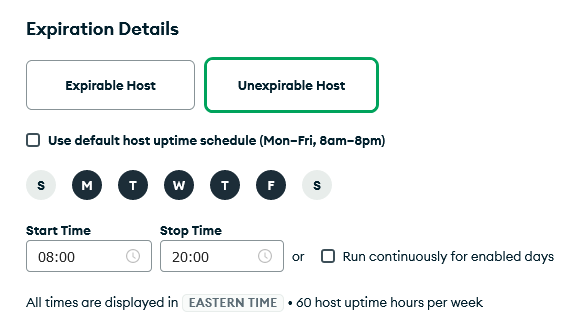 Expiration Details
Expirable Host
Unexpirable Host
Use default host uptime schedule (Mon–Fri, 8am–8pm)
S M T W T F S
Start Time Stop Time
08:00 20:00 or Run continuously for enabled days
All times are displayed in EASTERN TIME • 60 host uptime hours per week